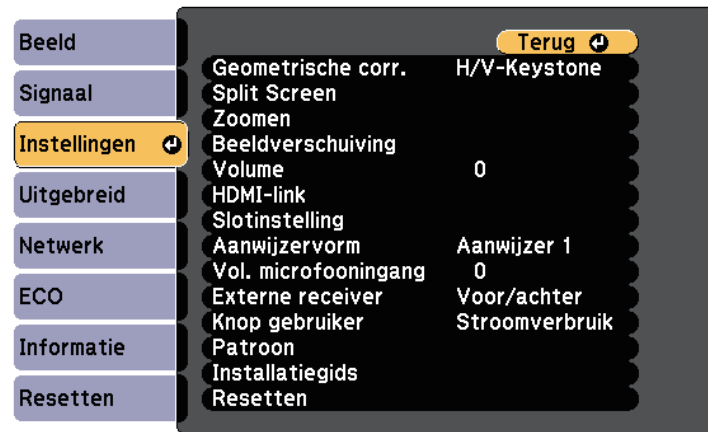 Beeld
Signaal
Instellingen
Uitgebreid
Netwerk
ECO
Informatie
Resetten
Terug
Geometrische corr. H/V-Keystone
Split Screen
Zoomen
Beeldverschuiving
Volume 0
HDMI-link
Slotinstelling
Aanwijzervorm Aanwijzer 1
Vol. microfooningang 0
Externe receiver Voor/achter
Knop gebruiker Stroomverbruik
Patroon
Installatiegids
Resetten